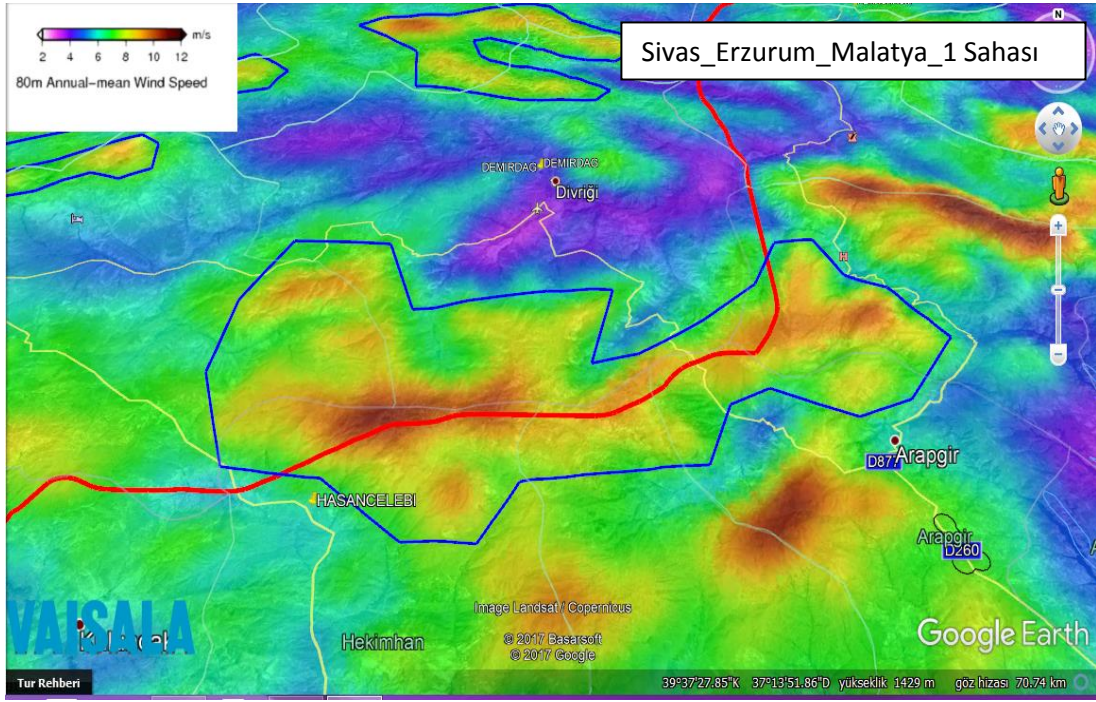 2 4 6 8 10 12 m/s
80m Annual-mean Wind Speed
Sivas_Erzurum_Malatya_1 Sahası
N
DEMIRDAG DEMIRDAG
Divriği
H
D877 Arapgir
HASANCELEBI
Arapgir
D260
Image Landsat / Copernicus
© 2017 Basarsoft
© 2017 Google
Hekimhan
VAISALA
Google Earth
Tur Rehberi
39°37'27.85"K 37°13'51.86"D yükseklik 1429 m göz hizası 70.74 km